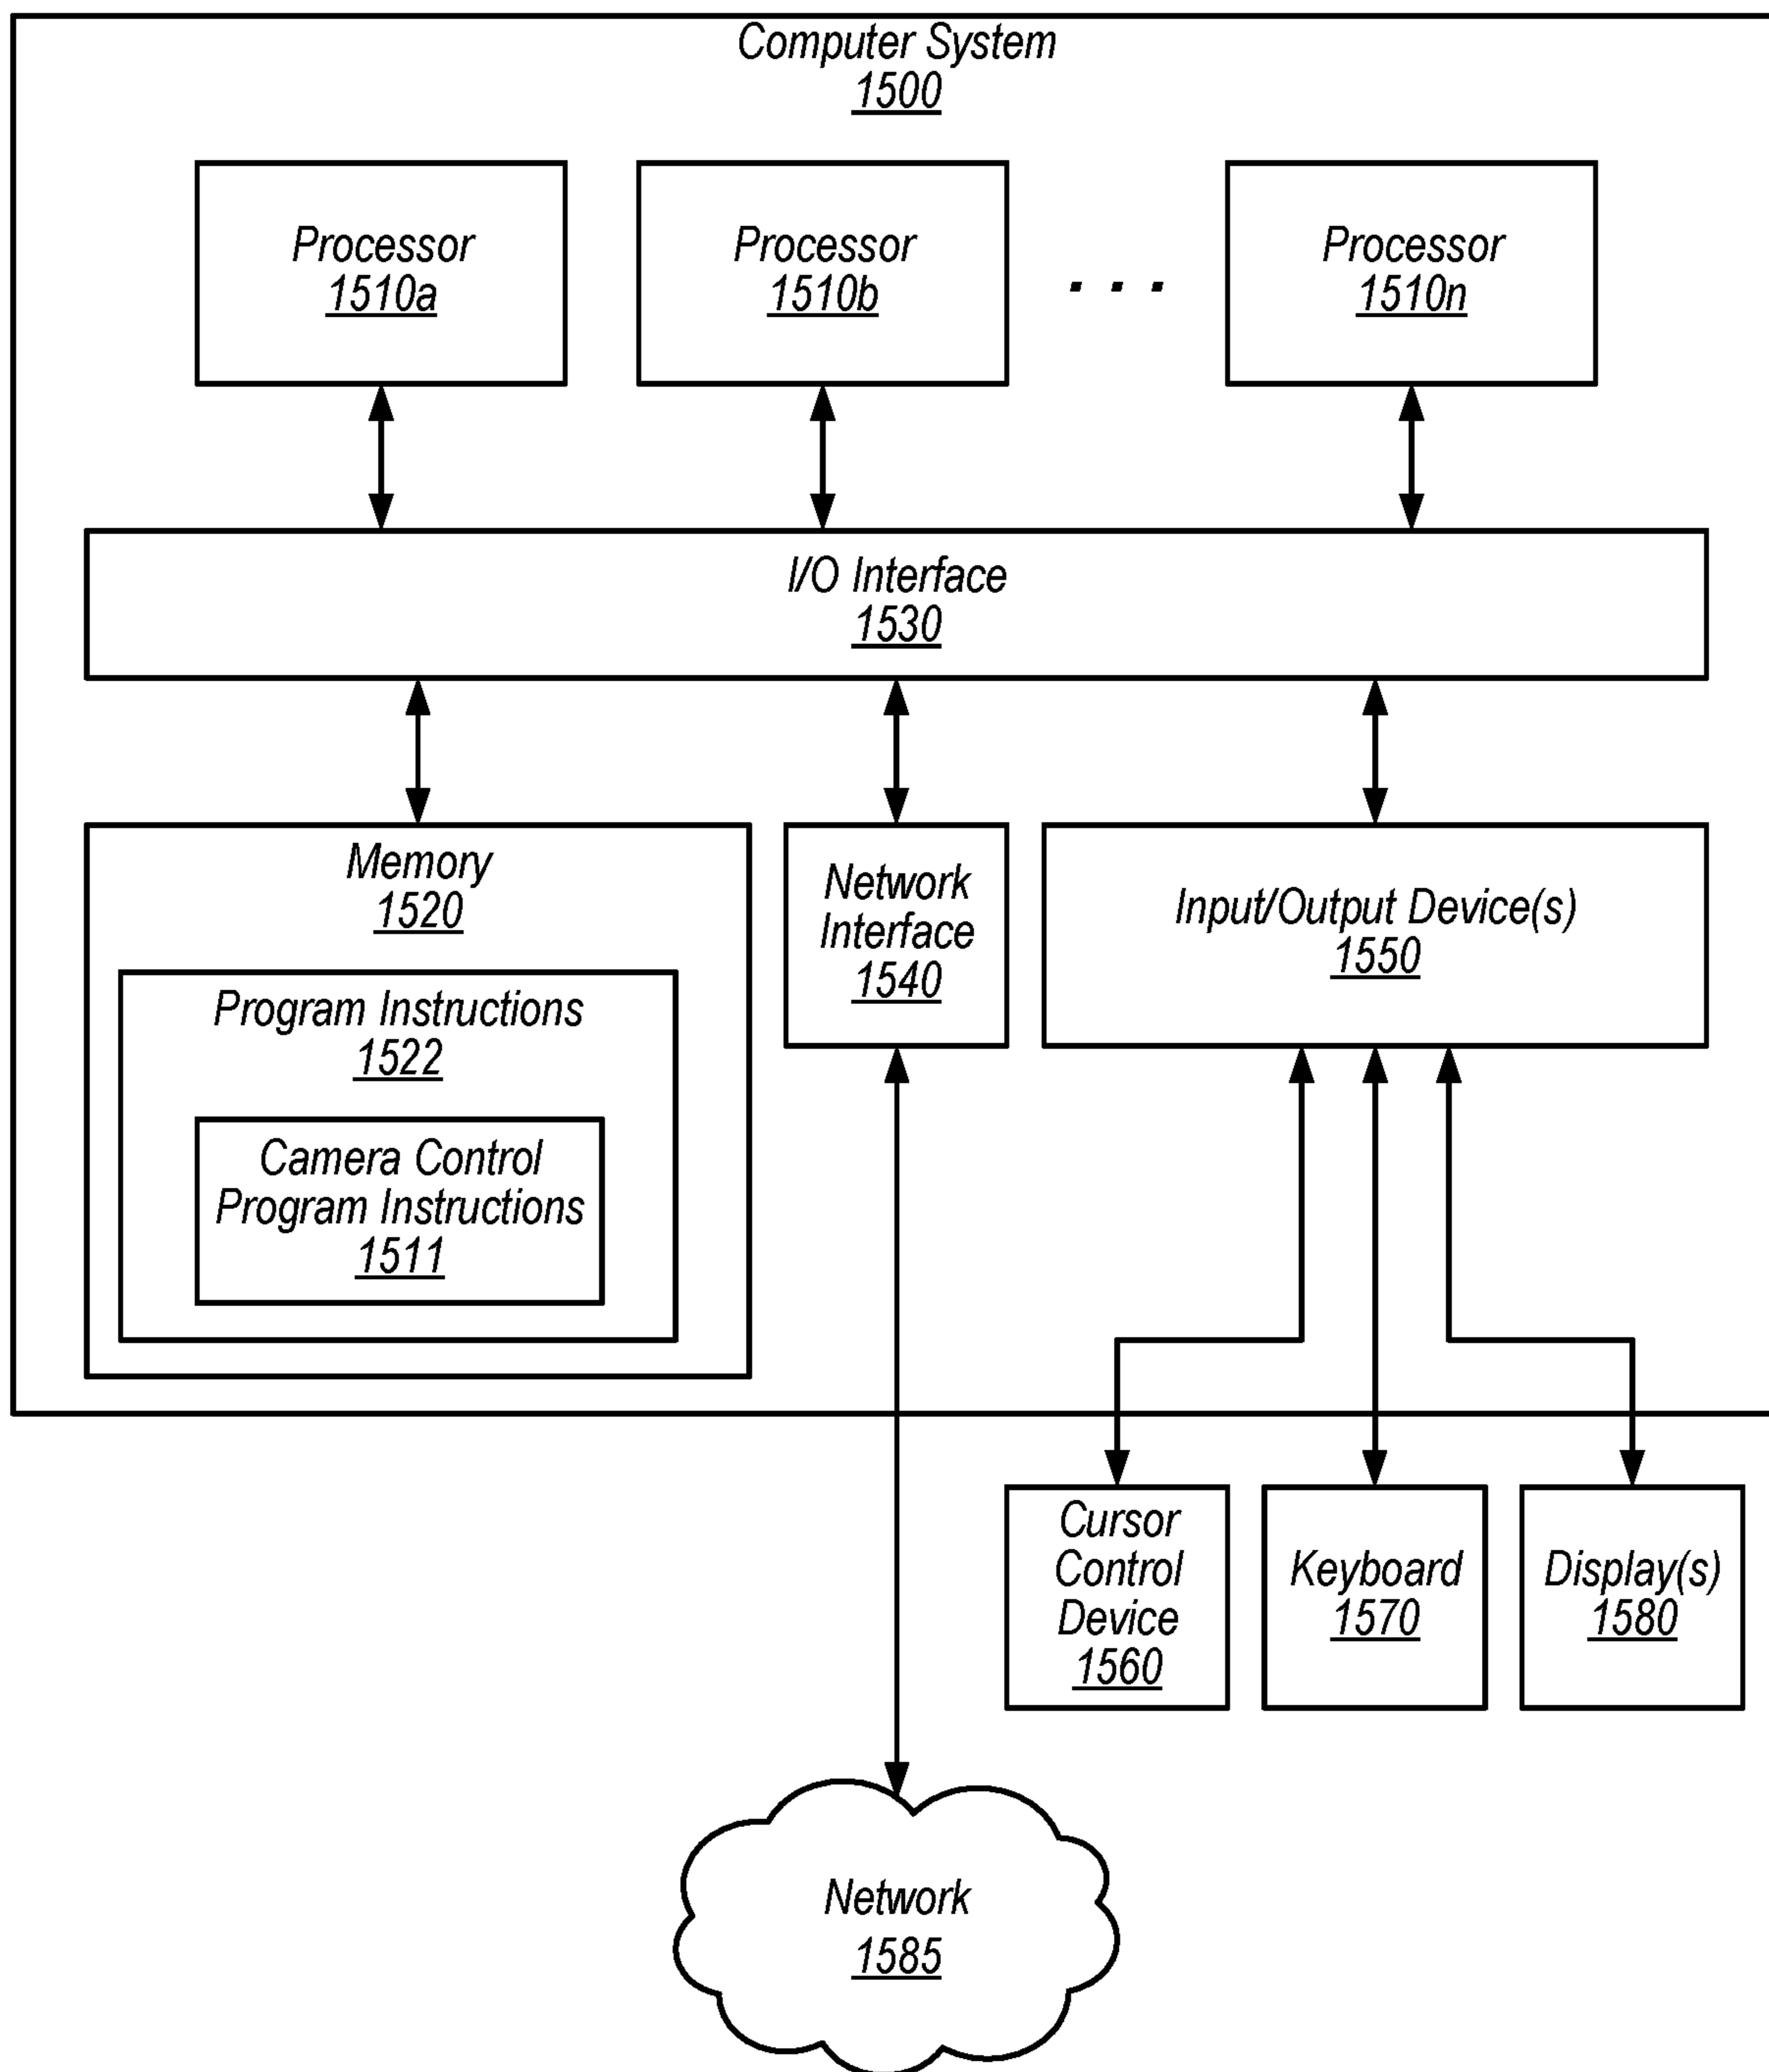 Computer System
1500
Processor
1510a
Processor
1510b
. . .
Processor
1510n
I/O Interface
1530
Memory
1520
Program Instructions
1522
Camera Control
Program Instructions
1511
Network
Interface
1540
Input/Output Device(s)
1550
Cursor
Control
Device
1560
Keyboard
1570
Display(s)
1580
Network
1585